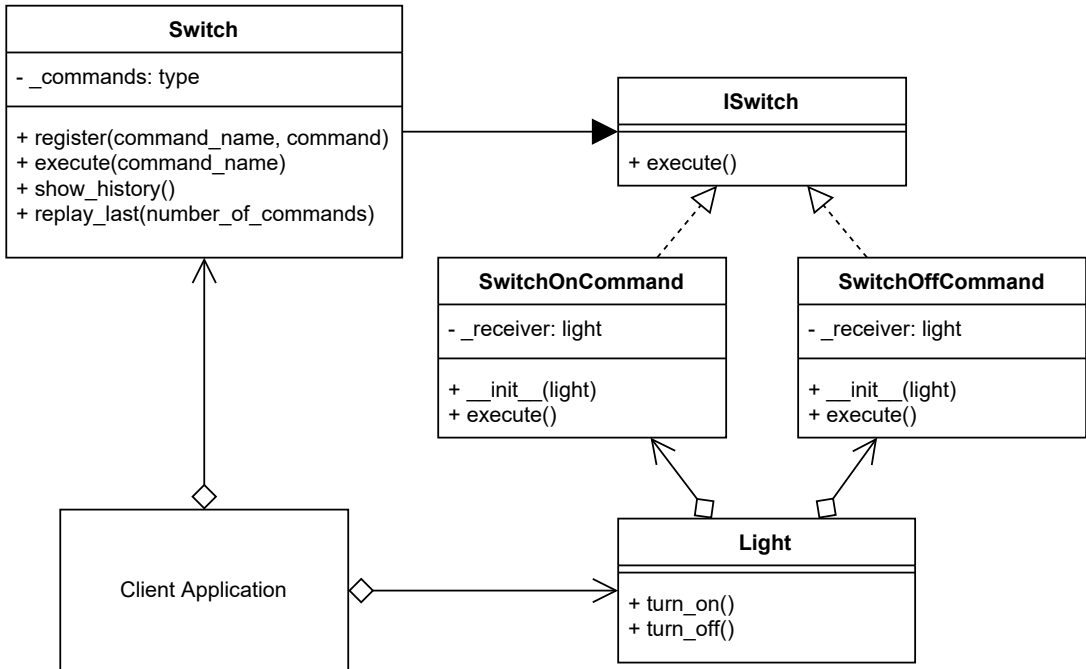 Switch
- _commands: type
+ register(command_name, command)
+ execute(command_name)
+ show_history()
+ replay_last(number_of_commands)
ISwitch
+ execute()
SwitchOnCommand
- _receiver: light
+ __init__(light)
+ execute()
SwitchOffCommand
- _receiver: light
+ __init__(light)
+ execute()
Client Application
Light
+ turn_on()
+ turn_off()